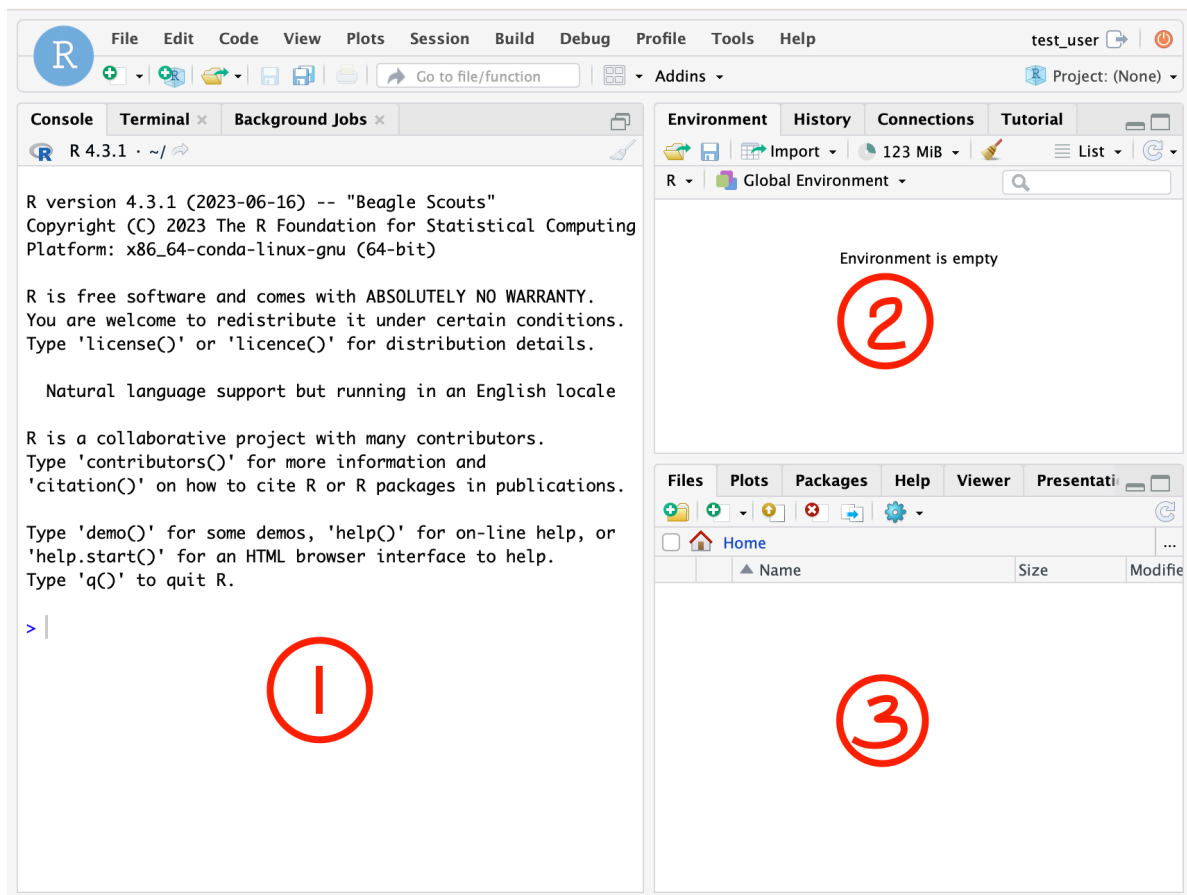 R
File Edit Code View Plots Session Build Debug Profile Tools Help
test_user
R
Go to file/function
Addins
R
Project: (None)
Console Terminal × Background Jobs ×
R R 4.3.1 · ~/
R version 4.3.1 (2023-06-16) -- "Beagle Scouts"
Copyright (C) 2023 The R Foundation for Statistical Computing
Platform: x86_64-conda-linux-gnu (64-bit)
R is free software and comes with ABSOLUTELY NO WARRANTY.
You are welcome to redistribute it under certain conditions.
Type 'license()' or 'licence()' for distribution details.
Natural language support but running in an English locale
R is a collaborative project with many contributors.
Type 'contributors()' for more information and
'citation()' on how to cite R or R packages in publications.
Type 'demo()' for some demos, 'help()' for on-line help, or
'help.start()' for an HTML browser interface to help.
Type 'q()' to quit R.
>
1
Environment History Connections Tutorial
Import 123 MiB List
R Global Environment
Environment is empty
2
Files Plots Packages Help Viewer Presentati
Home ...
Name Size Modifie
3